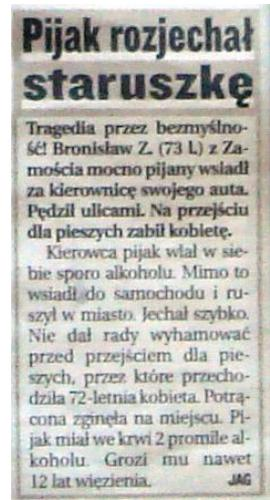 Pijak rozjechał
staruszkę
Tragedia przez bezmyślno-
ść! Bronisław Z. (73 l.) z Za-
mościa mocno pijany wsiadł
za kierownicę swojego auta.
Pędził ulicami. Na przejściu
dla pieszych zabił kobietę.
Kierowca pijak wlał w sie-
bie sporo alkoholu. Mimo to
wsiadł do samochodu i ru-
szył w miasto. Jechał szybko.
Nie dał rady wyhamować
przed przejściem dla pie-
szych, przez które przecho-
dziła 72-letnia kobieta. Potrą-
cona zginęła na miejscu. Pi-
jak miał we krwi 2 promile al-
koholu. Grozi mu nawet
12 lat więzienia. JAG